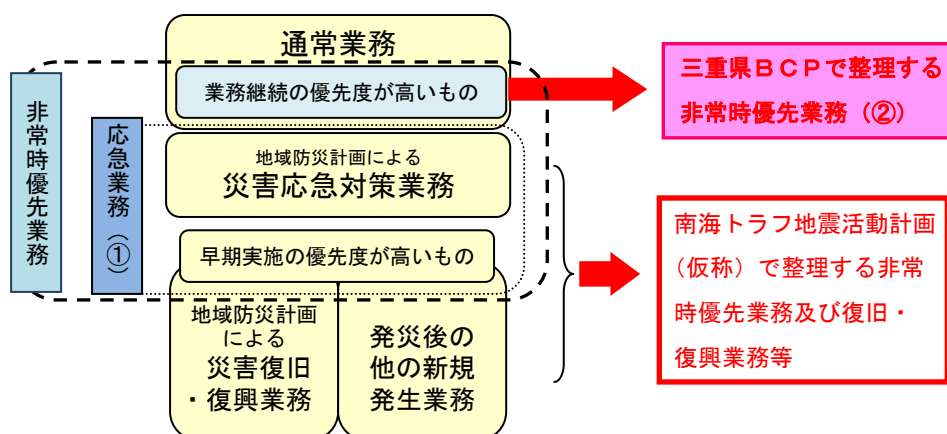 通常業務
業務継続の優先度が高いもの
非常時優先業務
応急業務(①)
地域防災計画による
災害応急対策業務
早期実施の優先度が高いもの
地域防災計画
による
災害復旧
・復興業務
発災後の
他の新規
発生業務
三重県BCPで整理する
非常時優先業務(②)
南海トラフ地震活動計画
(仮称)で整理する非常
時優先業務及び復旧・
復興業務等